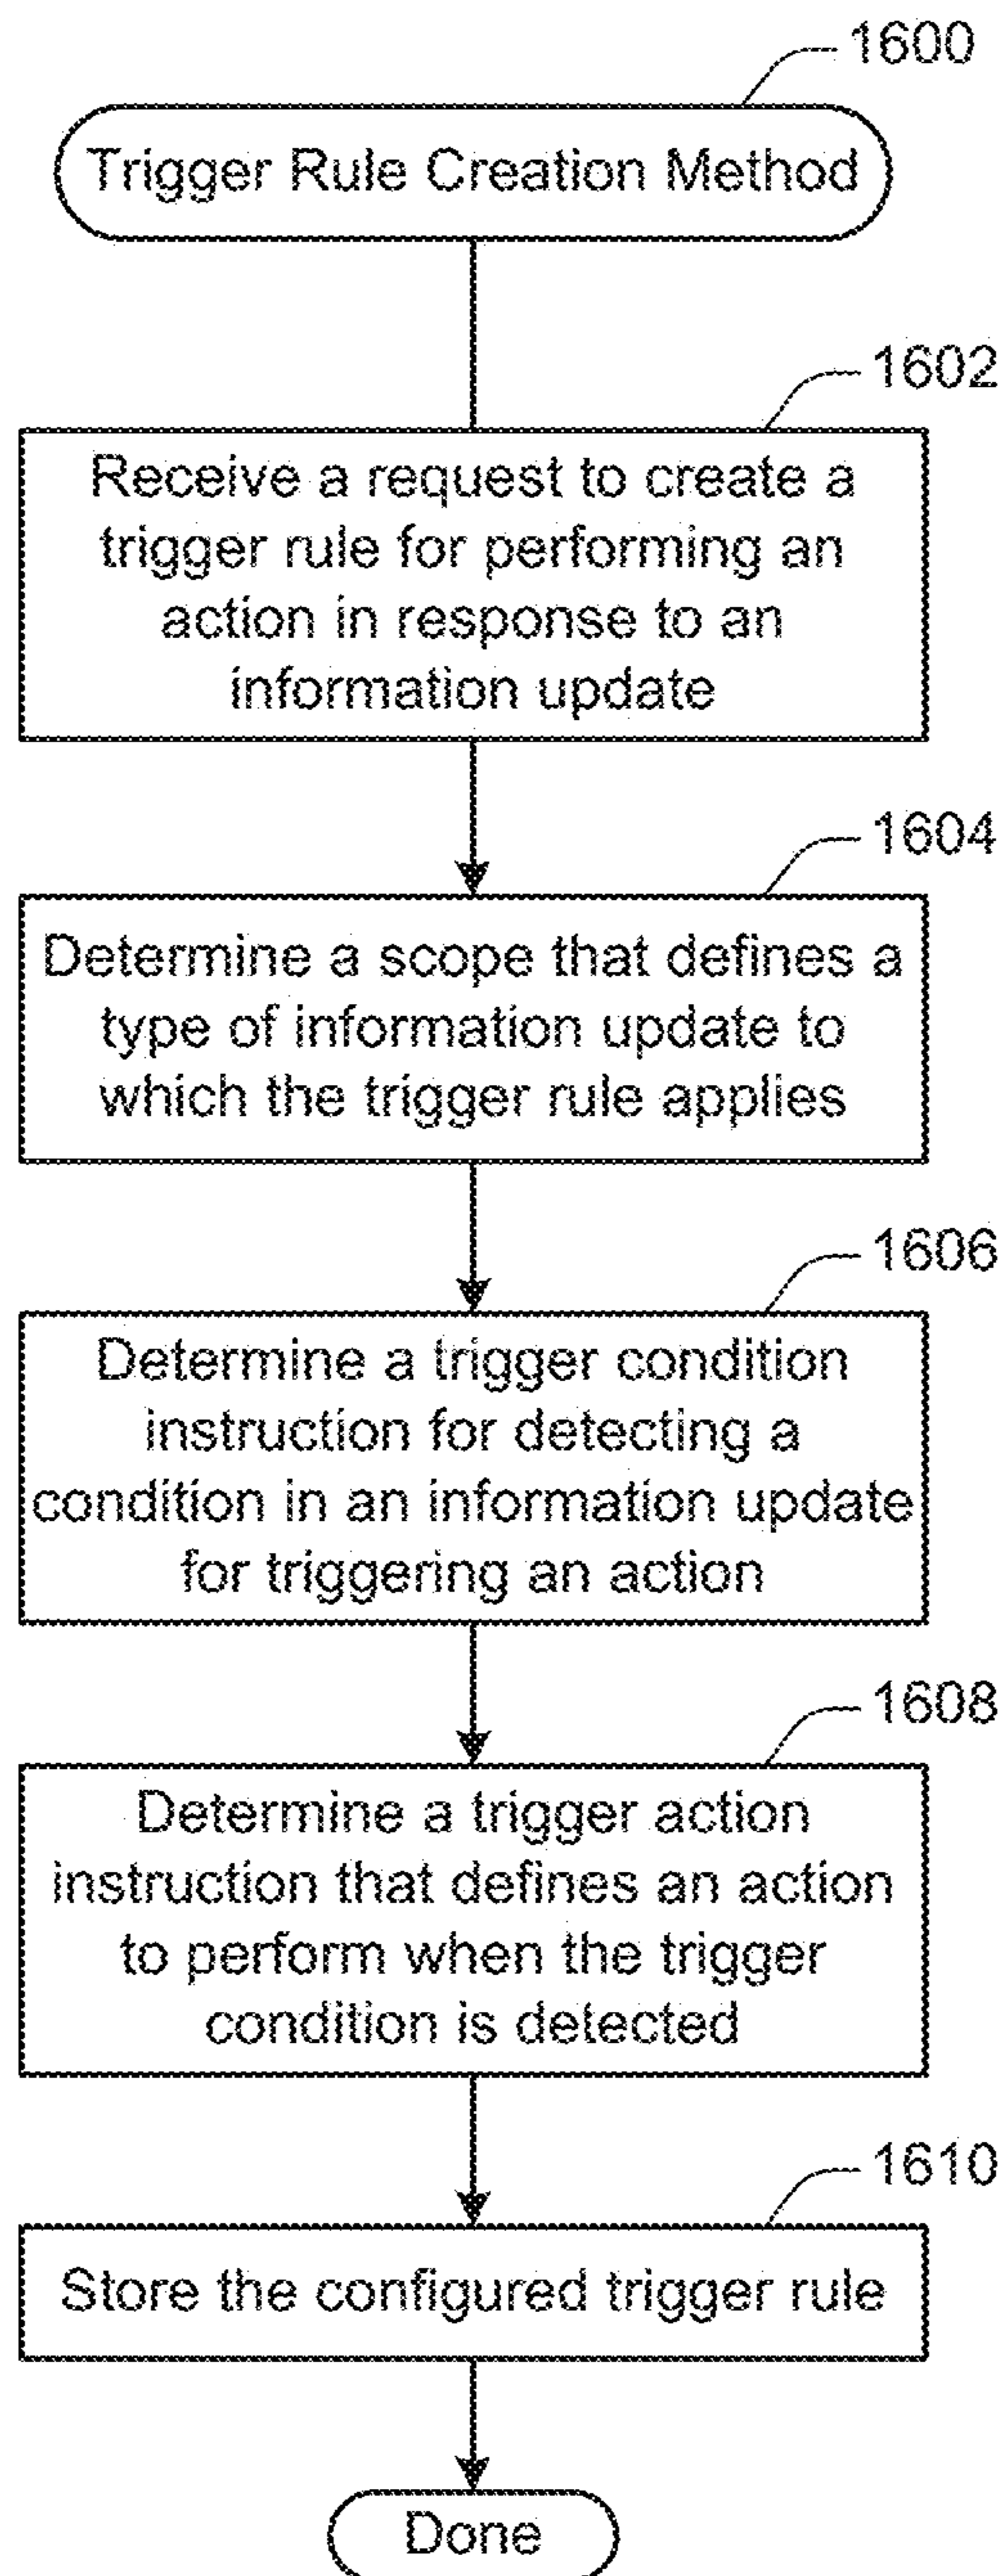 1600
Trigger Rule Creation Method
1602
Receive a request to create a
trigger rule for performing an
action in response to an
information update
1604
Determine a scope that defines a
type of information update to
which the trigger rule applies
1606
Determine a trigger condition
instruction for detecting a
condition in an information update
for triggering an action
1608
Determine a trigger action
instruction that defines an action
to perform when the trigger
condition is detected
1610
Store the configured trigger rule
Done